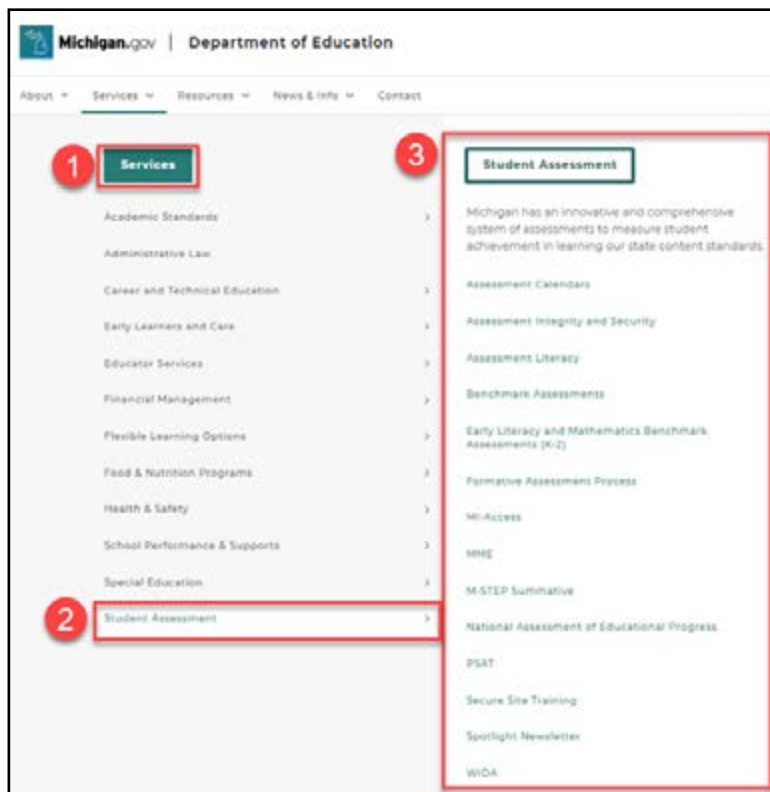 Michigan.gov | Department of Education
About Services Resources News & Info Contact
1
Services
Academic Standards
Administrative Law
Career and Technical Education
Early Learners and Care
Educator Services
Financial Management
Flexible Learning Options
Food & Nutrition Programs
Health & Safety
School Performance & Supports
Special Education
2
Student Assessment
3
Student Assessment
Michigan has an innovative and comprehensive
system of assessments to measure student
achievement in learning our state content standards.
Assessment Calendars
Assessment Integrity and Security
Assessment Literacy
Benchmark Assessments
Early Literacy and Mathematics Benchmark
Assessments (K-2)
Formative Assessment Process
MI-Access
MME
M-STEP Summative
National Assessment of Educational Progress
PSAT
Secure Site Training
Spotlight Newsletter
WIDA